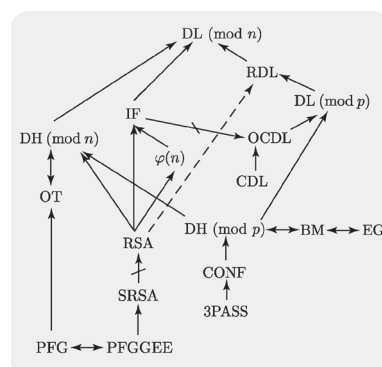 DL (mod n)
RDL
DL (mod p)
IF
DH (mod n)
OCDL
φ(n)
CDL
OT
RSA
DH (mod p)
BM
EG
CONF
SRSA
3PASS
PFG
PFGGEE